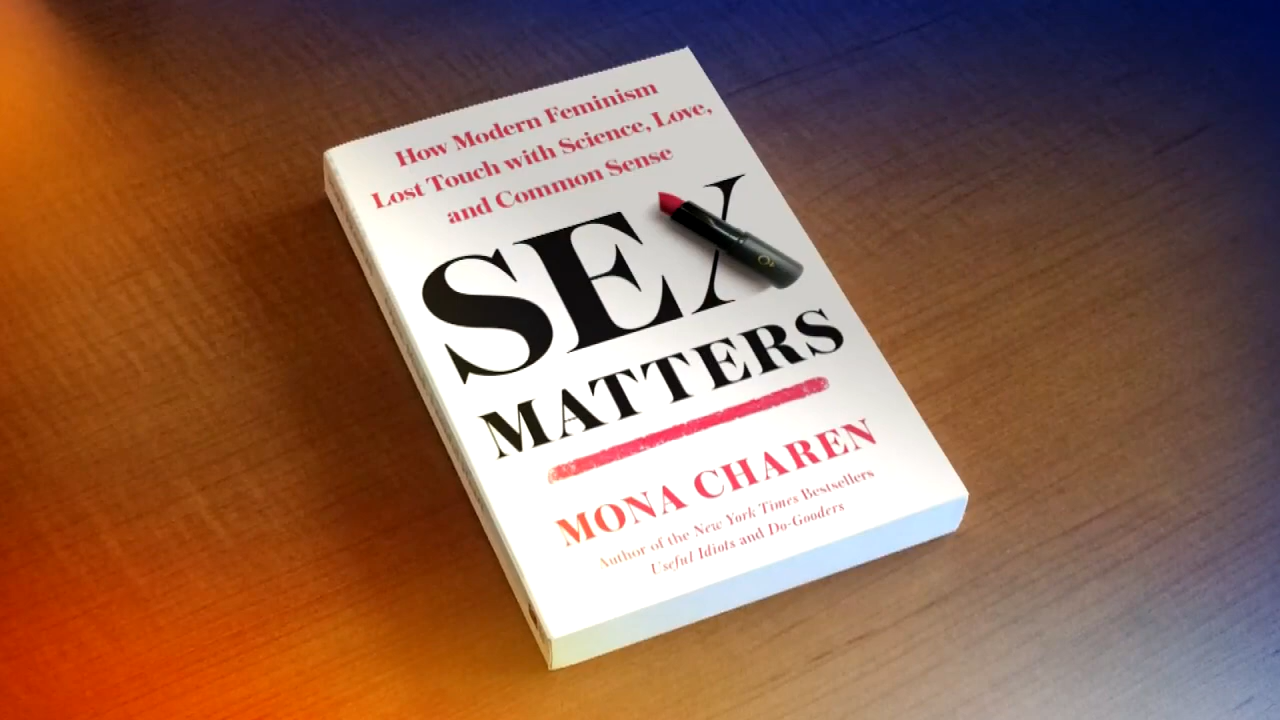 How Modern Feminism
Lost Touch with Science, Love,
and Common Sense
SEX
MATTERS
MONA CHAREN
Author of the New York Times Bestsellers
Useful Idiots and Do-Gooders